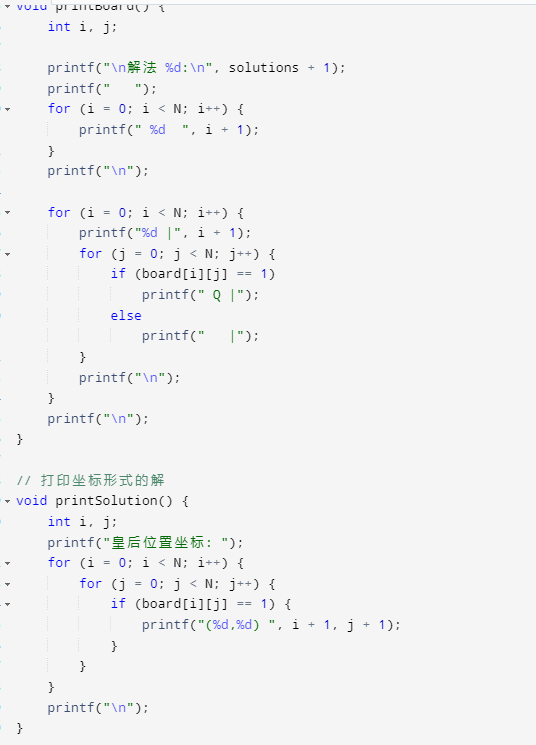 void printBoard() {
    int i, j;

    printf("\n解法 %d:\n", solutions + 1);
    printf("   ");
    for (i = 0; i < N; i++) {
        printf(" %d  ", i + 1);
    }
    printf("\n");

    for (i = 0; i < N; i++) {
        printf("%d |", i + 1);
        for (j = 0; j < N; j++) {
            if (board[i][j] == 1)
                printf(" Q |");
            else
                printf("   |");
        }
        printf("\n");
    }
    printf("\n");
}

// 打印坐标形式的解
void printSolution() {
    int i, j;
    printf("皇后位置坐标: ");
    for (i = 0; i < N; i++) {
        for (j = 0; j < N; j++) {
            if (board[i][j] == 1) {
                printf("(%d,%d) ", i + 1, j + 1);
            }
        }
    }
    printf("\n");
}